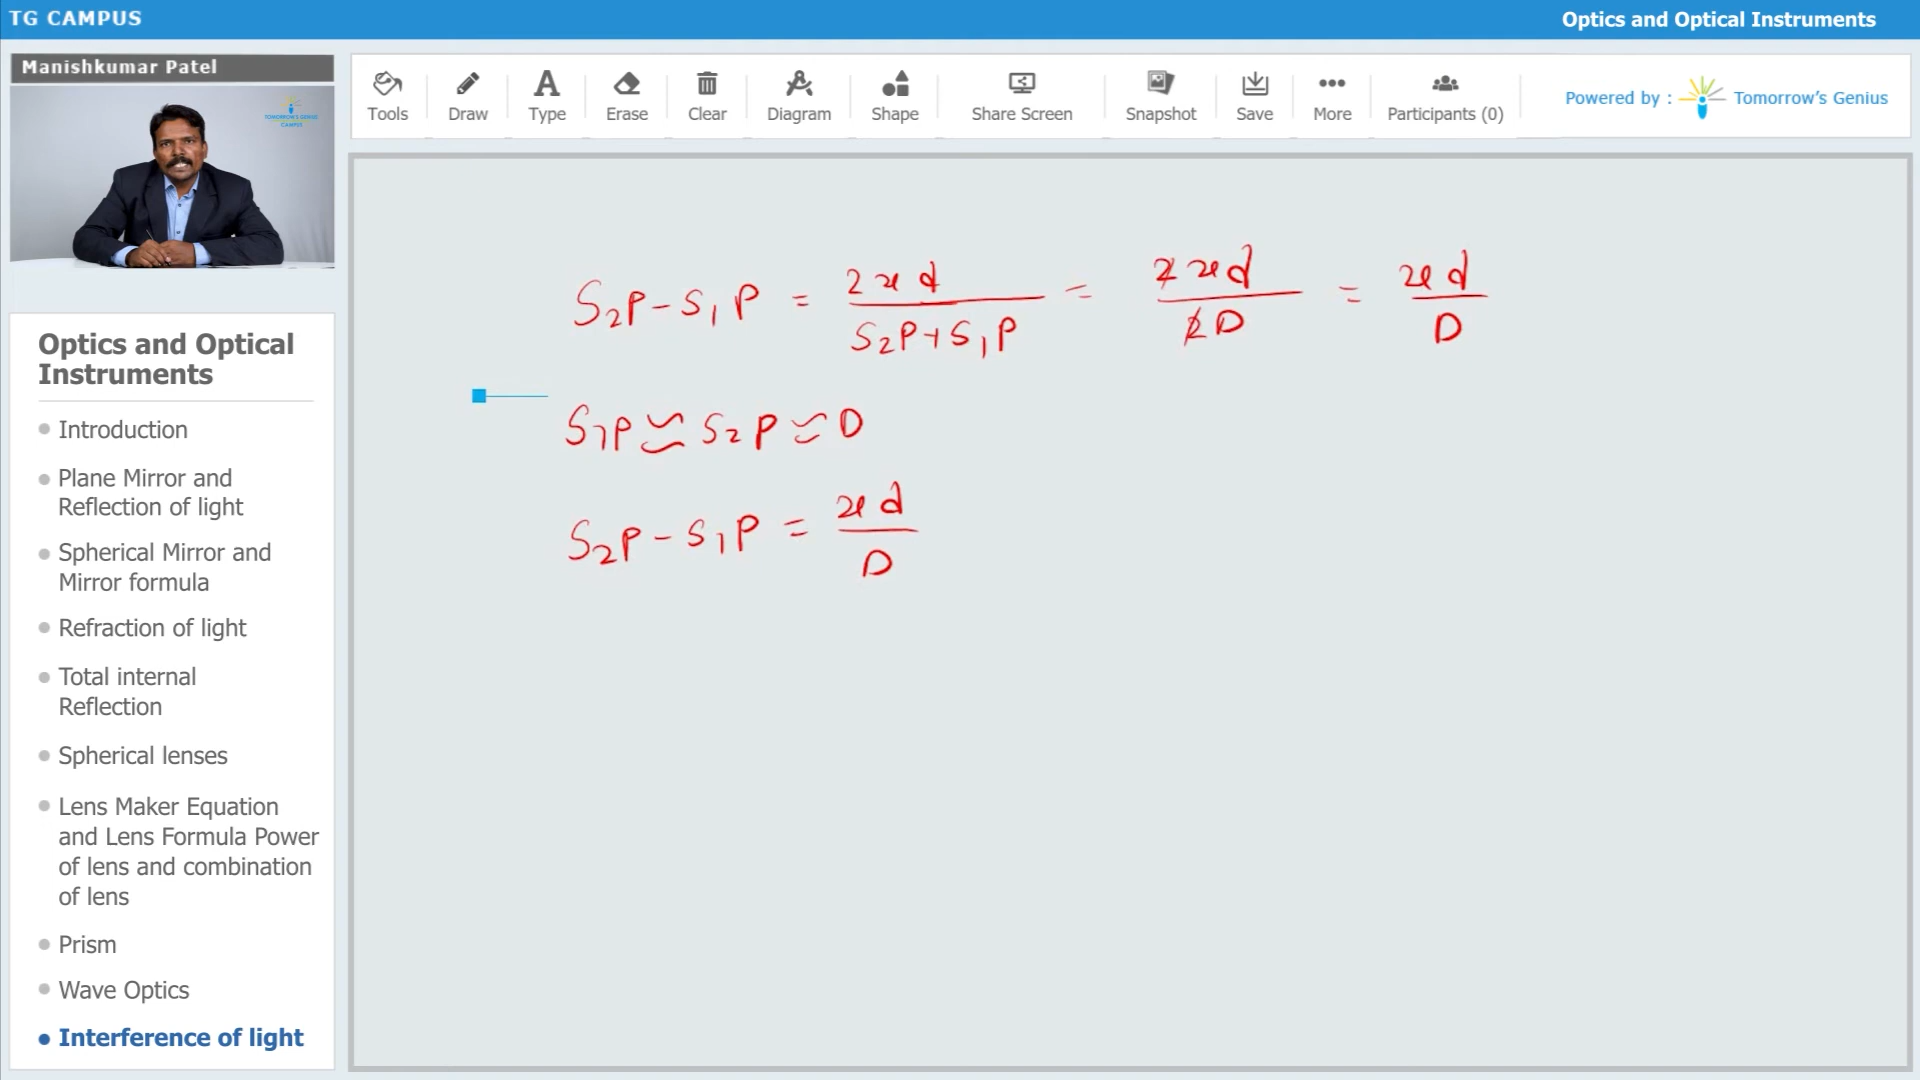 TG CAMPUS
Optics and Optical Instruments
Manishkumar Patel
TOMORROW'S GENIUS
CAMPUS
Tools
Draw
Type
Erase
Clear
Diagram
Shape
Share Screen
Snapshot
Save
More
Participants (0)
Powered by : Tomorrow's Genius
Optics and Optical
Instruments
Introduction
Plane Mirror and
Reflection of light
Spherical Mirror and
Mirror formula
Refraction of light
Total internal
Reflection
Spherical lenses
Lens Maker Equation
and Lens Formula Power
of lens and combination
of lens
Prism
Wave Optics
Interference of light
S₂P - S₁P = 2xd / (S₂P + S₁P) = 2xd / 2D = xd / D
S₁P ≃ S₂P ≃ D
S₂P - S₁P = xd / D